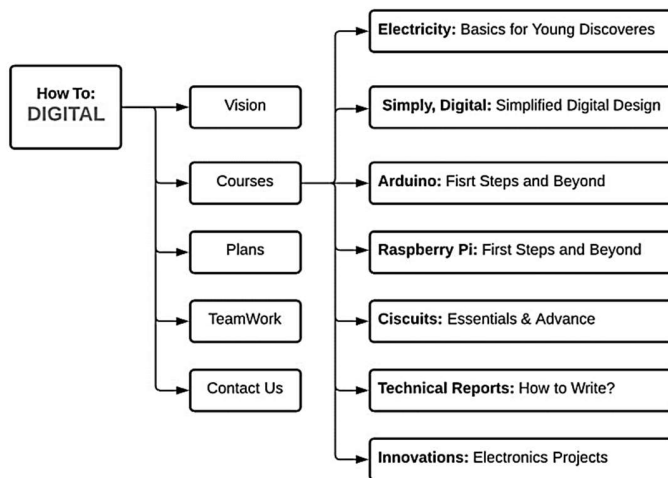 How To:
DIGITAL
Vision
Courses
Plans
TeamWork
Contact Us
Electricity: Basics for Young Discoveres
Simply, Digital: Simplified Digital Design
Arduino: Fisrt Steps and Beyond
Raspberry Pi: First Steps and Beyond
Ciscuits: Essentials & Advance
Technical Reports: How to Write?
Innovations: Electronics Projects